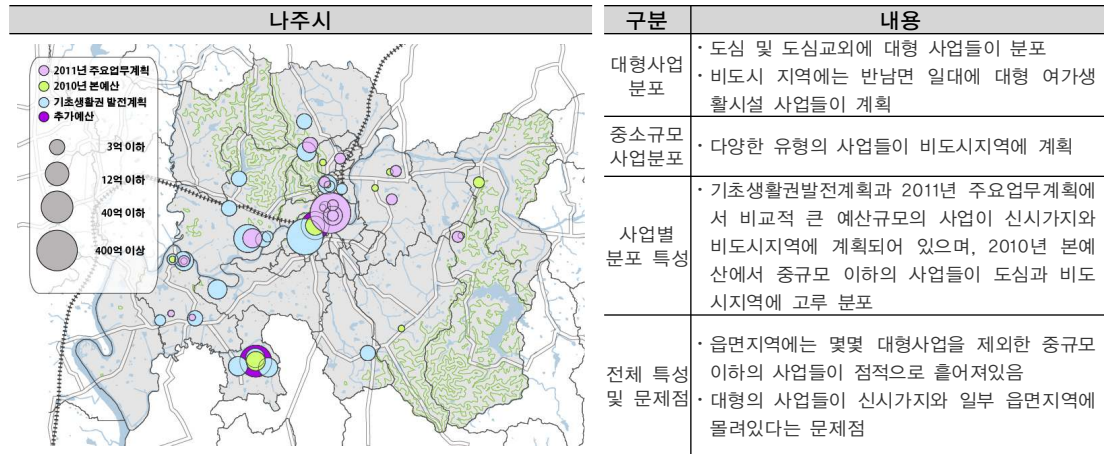 나주시
2011년 주요업무계획
2010년 본예산
기초생활권 발전계획
추가예산
3억 이하
12억 이하
40억 이하
400억 이상
구분
내용
대형사업
분포
· 도심 및 도심교외에 대형 사업들이 분포
· 비도시 지역에는 반남면 일대에 대형 여가생
활시설 사업들이 계획
중소규모
사업분포
· 다양한 유형의 사업들이 비도시지역에 계획
사업별
분포 특성
· 기초생활권발전계획과 2011년 주요업무계획에
서 비교적 큰 예산규모의 사업이 신시가지와
비도시지역에 계획되어 있으며, 2010년 본예
산에서 중규모 이하의 사업들이 도심과 비도
시지역에 고루 분포
전체 특성
및 문제점
· 읍면지역에는 몇몇 대형사업을 제외한 중규모
이하의 사업들이 점적으로 흩어져있음
· 대형의 사업들이 신시가지와 일부 읍면지역에
몰려있다는 문제점